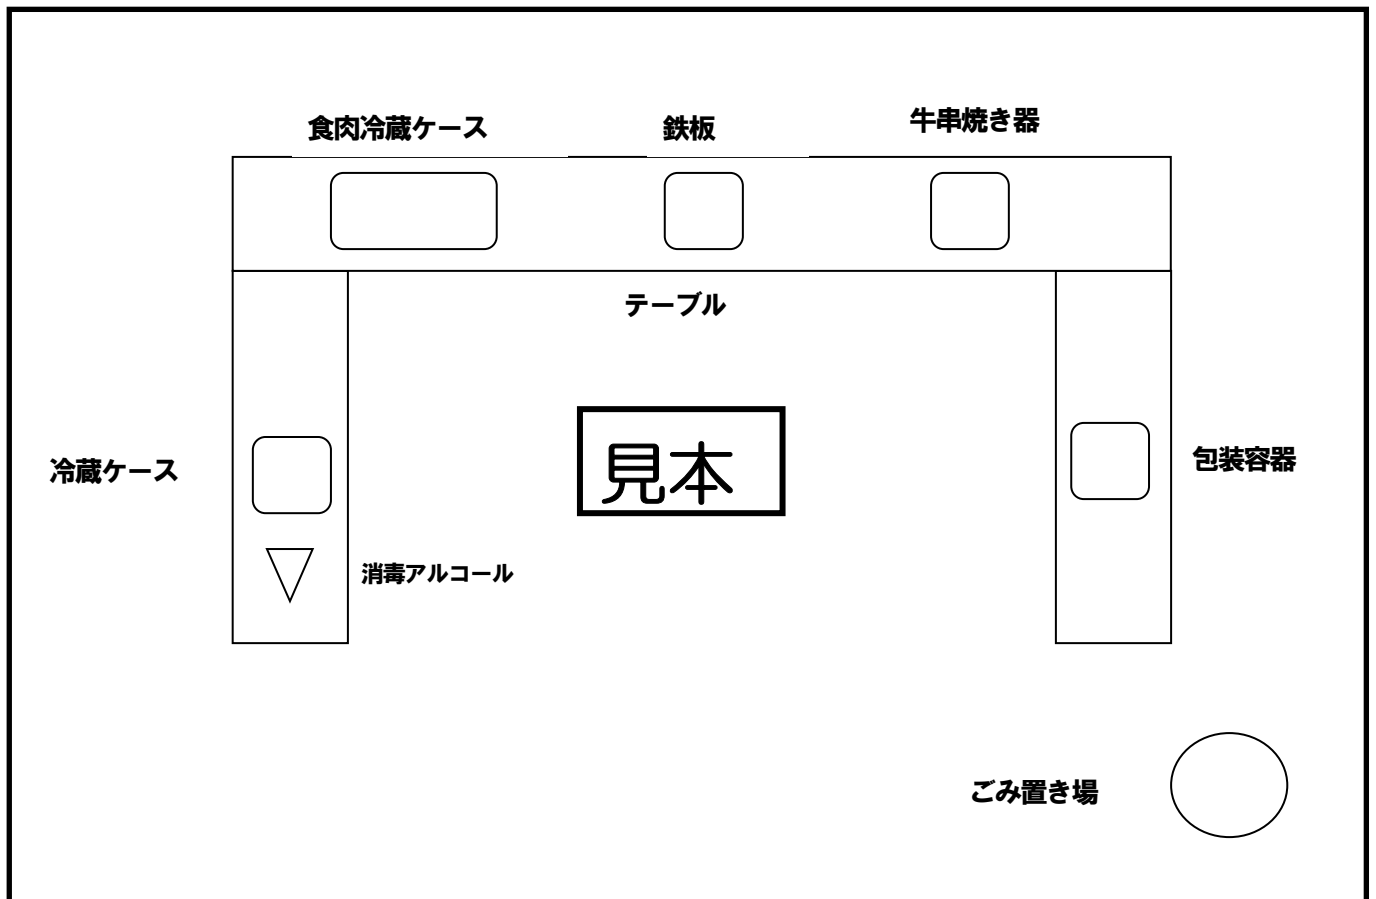 食肉冷蔵ケース
鉄板
牛串焼き器
テーブル
見本
冷蔵ケース
包装容器
消毒アルコール
ごみ置き場